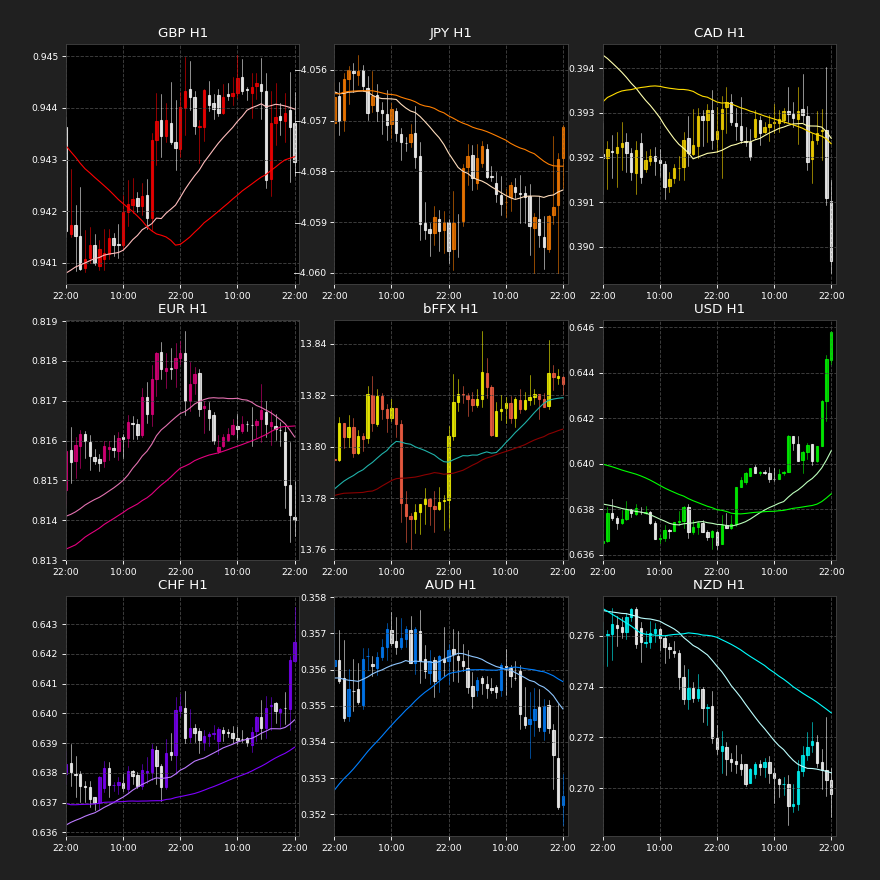 GBP H1
0.945
0.944
0.943
0.942
0.941
22:00 10:00 22:00 10:00 22:00
JPY H1
−4.056
−4.057
−4.058
−4.059
−4.060
22:00 10:00 22:00 10:00 22:00
CAD H1
0.394
0.393
0.392
0.391
0.390
22:00 10:00 22:00 10:00 22:00
EUR H1
0.819
0.818
0.817
0.816
0.815
0.814
0.813
22:00 10:00 22:00 10:00 22:00
bFFX H1
13.84
13.82
13.80
13.78
13.76
22:00 10:00 22:00 10:00 22:00
USD H1
0.646
0.644
0.642
0.640
0.638
0.636
22:00 10:00 22:00 10:00 22:00
CHF H1
0.643
0.642
0.641
0.640
0.639
0.638
0.637
0.636
22:00 10:00 22:00 10:00 22:00
AUD H1
0.358
0.357
0.356
0.355
0.354
0.353
0.352
22:00 10:00 22:00 10:00 22:00
NZD H1
0.276
0.274
0.272
0.270
22:00 10:00 22:00 10:00 22:00